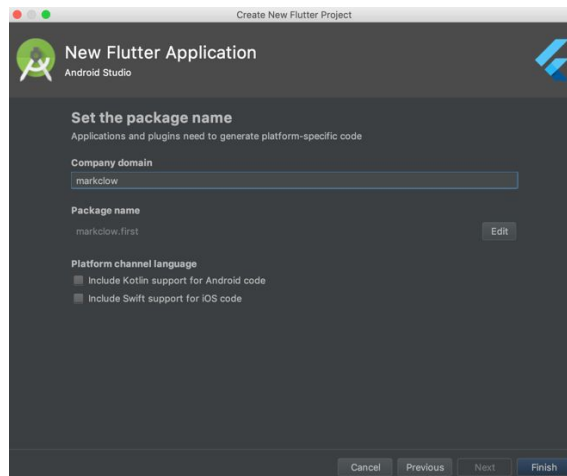 Create New Flutter Project
New Flutter Application
Android Studio
Set the package name
Applications and plugins need to generate platform-specific code
Company domain
markclow
Package name
markclow.first
Edit
Platform channel language
Include Kotlin support for Android code
Include Swift support for iOS code
Cancel Previous Next Finish